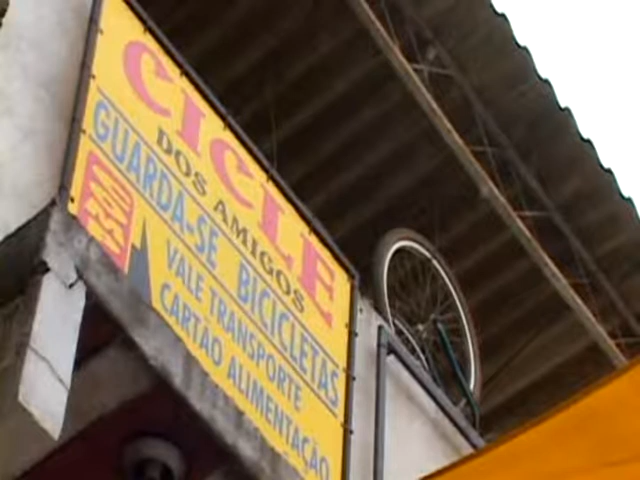 CICLE
DOS AMIGOS
GUARDA-SE BICICLETAS
VALE TRANSPORTE
CARTÃO ALIMENTAÇÃO